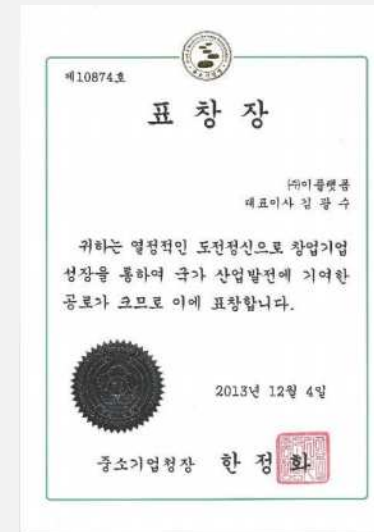 제10874호
표 창 장
㈜이플랫폼
대표이사 김 광 수
귀하는 열정적인 도전정신으로 창업기업
성장을 통하여 국가 산업발전에 기여한
공로가 크므로 이에 표창합니다.
2013년 12월 4일
중소기업청장 한 정 화